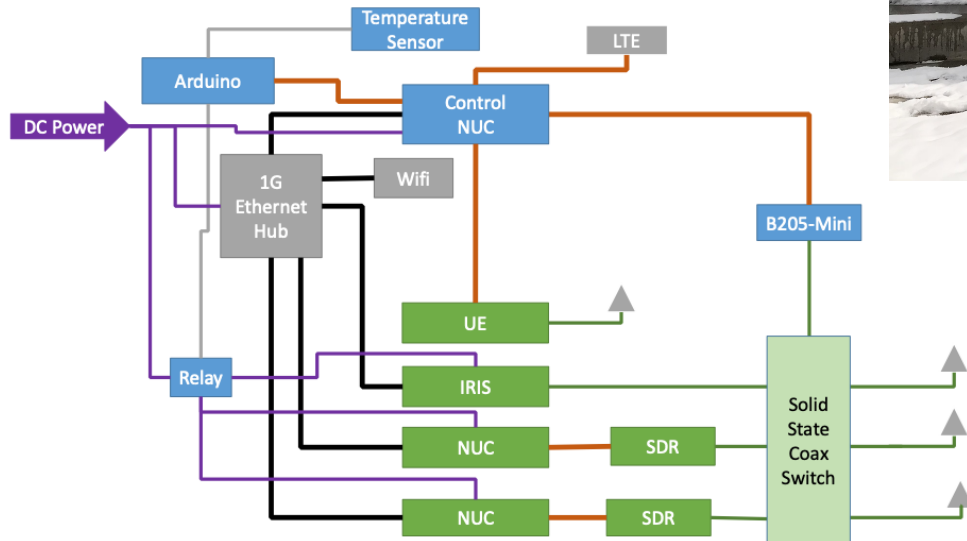 Temperature
Sensor
LTE
Arduino
Control
NUC
DC Power
1G
Ethernet
Hub
Wifi
B205-Mini
UE
Relay
IRIS
Solid
State
Coax
Switch
NUC
SDR
NUC
SDR